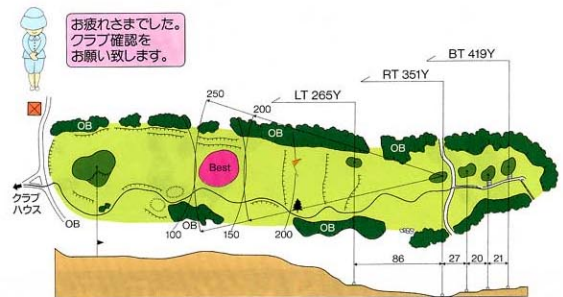 お疲れさまでした。
クラブ確認を
お願い致します。
BT 419Y
RT 351Y
LT 265Y
250
200
OB
OB
OB
Best
クラブ
ハウス
OB
100
OB
150
200
OB
86
27
20
21